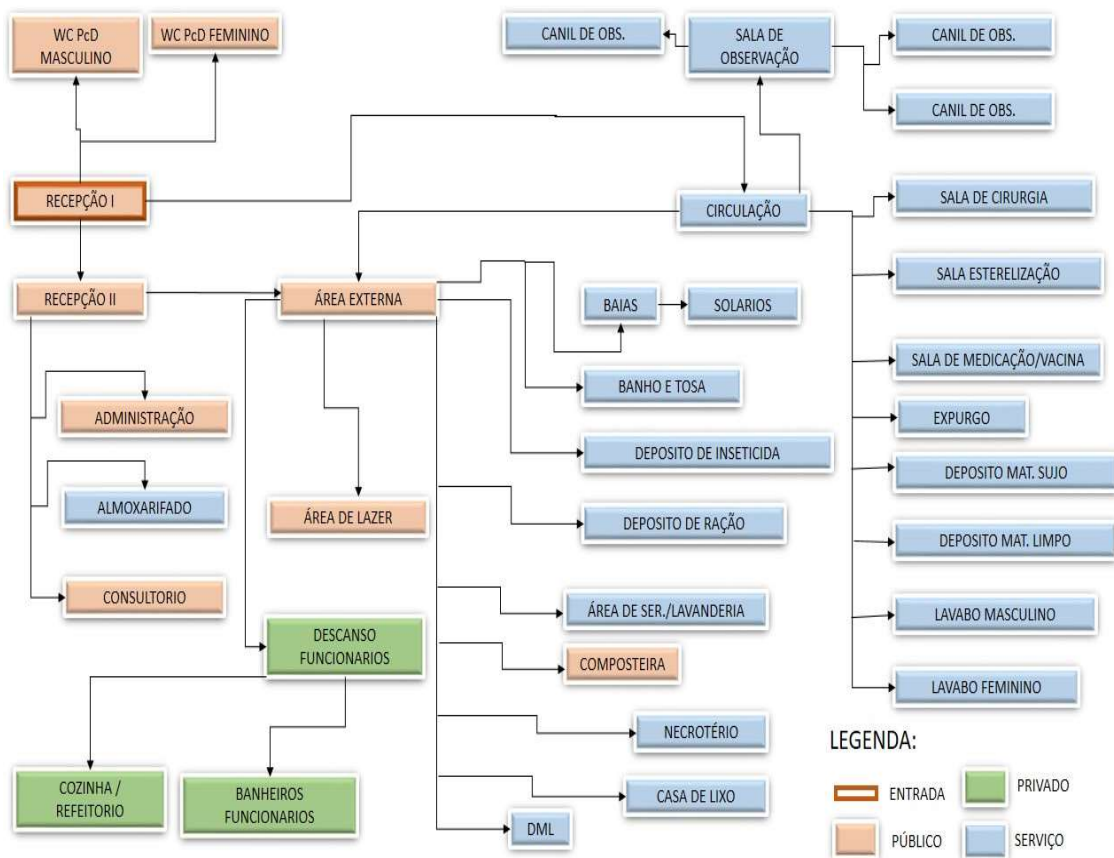 WC PcD
MASCULINO
WC PcD FEMININO
CANIL DE OBS.
SALA DE
OBSERVAÇÃO
CANIL DE OBS.
CANIL DE OBS.
RECEPÇÃO I
CIRCULAÇÃO
SALA DE CIRURGIA
SALA ESTERELIZAÇÃO
RECEPÇÃO II
ÁREA EXTERNA
BAIAS
SOLARIOS
SALA DE MEDICAÇÃO/VACINA
BANHO E TOSA
EXPURGO
ADMINISTRAÇÃO
DEPOSITO DE INSETICIDA
DEPOSITO MAT. SUJO
ALMOXARIFADO
ÁREA DE LAZER
DEPOSITO DE RAÇÃO
DEPOSITO MAT. LIMPO
CONSULTORIO
ÁREA DE SER./LAVANDERIA
LAVABO MASCULINO
DESCANSO
FUNCIONARIOS
COMPOSTEIRA
LAVABO FEMININO
NECROTÉRIO
COZINHA /
REFEITORIO
BANHEIROS
FUNCIONARIOS
CASA DE LIXO
DML
LEGENDA:
ENTRADA
PRIVADO
PÚBLICO
SERVIÇO